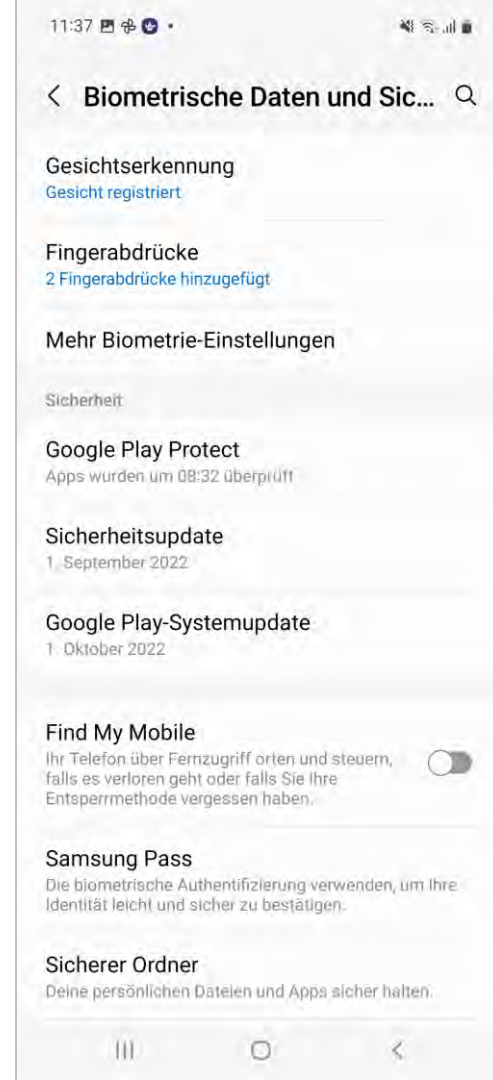 11:37
Biometrische Daten und Sic...
Gesichtserkennung
Gesicht registriert
Fingerabdrücke
2 Fingerabdrücke hinzugefügt
Mehr Biometrie-Einstellungen
Sicherheit
Google Play Protect
Apps wurden um 08:32 überprüft
Sicherheitsupdate
1. September 2022
Google Play-Systemupdate
1. Oktober 2022
Find My Mobile
Ihr Telefon über Fernzugriff orten und steuern,
falls es verloren geht oder falls Sie Ihre
Entsperrmethode vergessen haben.
Samsung Pass
Die biometrische Authentifizierung verwenden, um Ihre
Identität leicht und sicher zu bestätigen.
Sicherer Ordner
Deine persönlichen Dateien und Apps sicher halten.